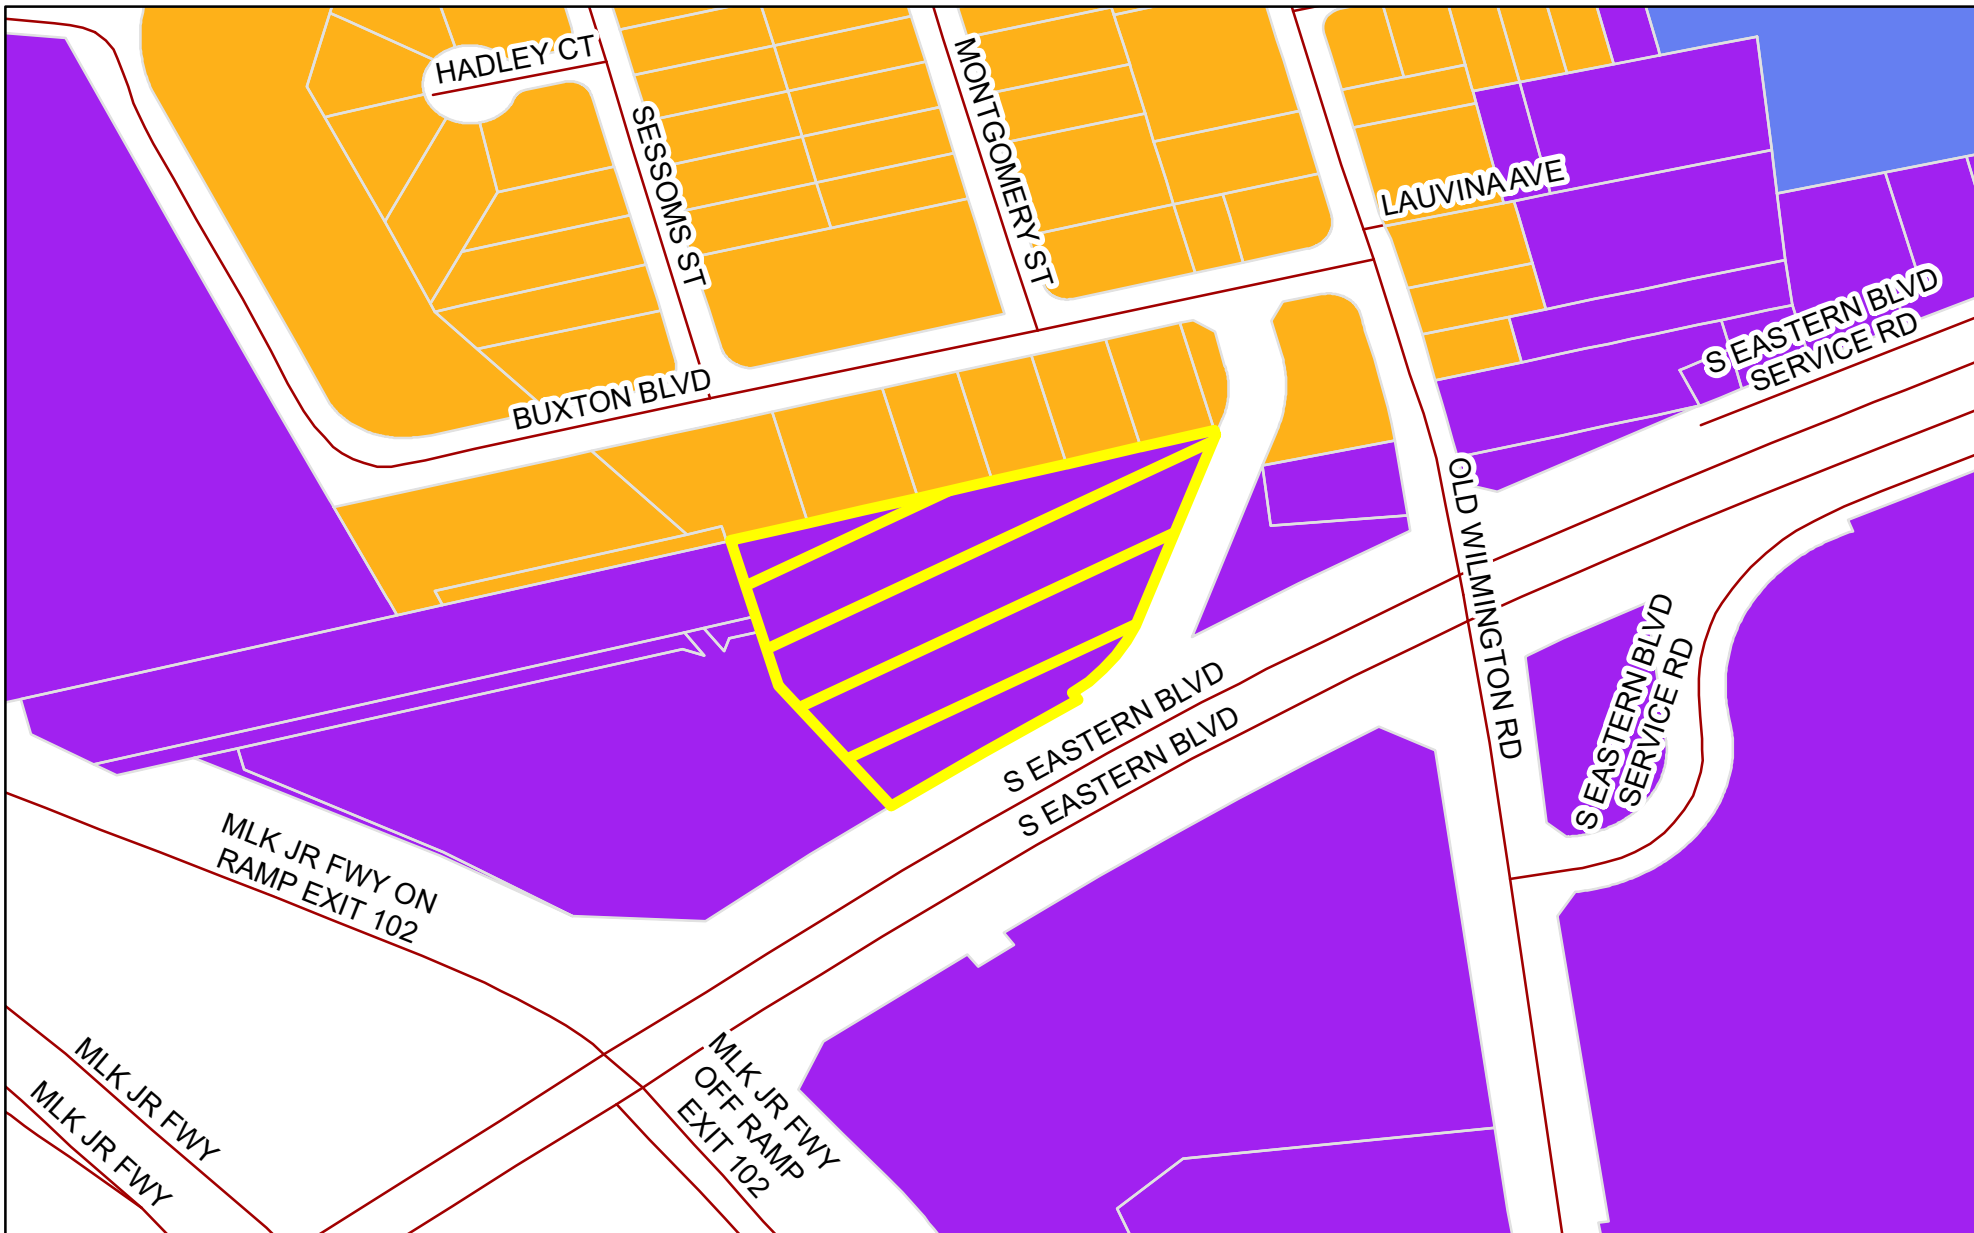 HADLEY CT
SESSOMS ST
MONTGOMERY ST
LAUVINA AVE
S EASTERN BLVD
SERVICE RD
BUXTON BLVD
OLD WILMINGTON RD
S EASTERN BLVD
SERVICE RD
S EASTERN BLVD
S EASTERN BLVD
MLK JR FWY ON
RAMP EXIT 102
MLK JR FWY
OFF RAMP
EXIT 102
MLK JR FWY
MLK JR FWY